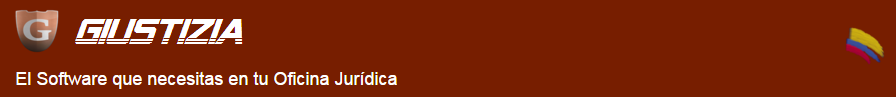 G GIUSTIZIA
El Software que necesitas en tu Oficina Jurídica